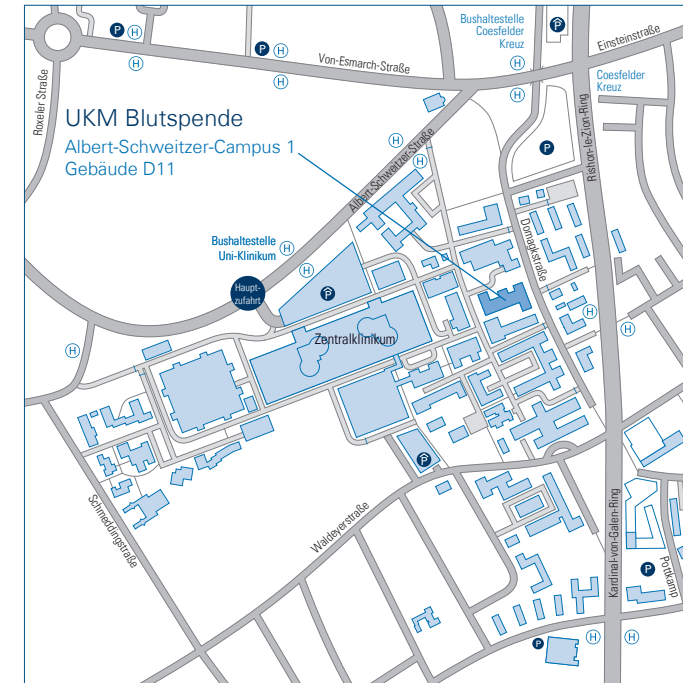 Bushaltestelle
Coesfelder
Kreuz
P
H
P
H
H
H
H
P
H
Einsteinstraße
Von-Esmarch-Straße
Coesfelder
Kreuz
Roxeler Straße
UKM Blutspende
Albert-Schweitzer-Campus 1
Gebäude D11
Albert-Schweitzer-Straße
H
H
P
Rishon-le-Zion-Ring
Domagkstraße
Bushaltestelle
Uni-Klinikum
H
H
Haupt-
zufahrt
P
H
H
Zentralklinikum
H
P
Schmeddingstraße
Waldeyerstraße
Kardinal-von-Galen-Ring
P
Pottkamp
P
H
H